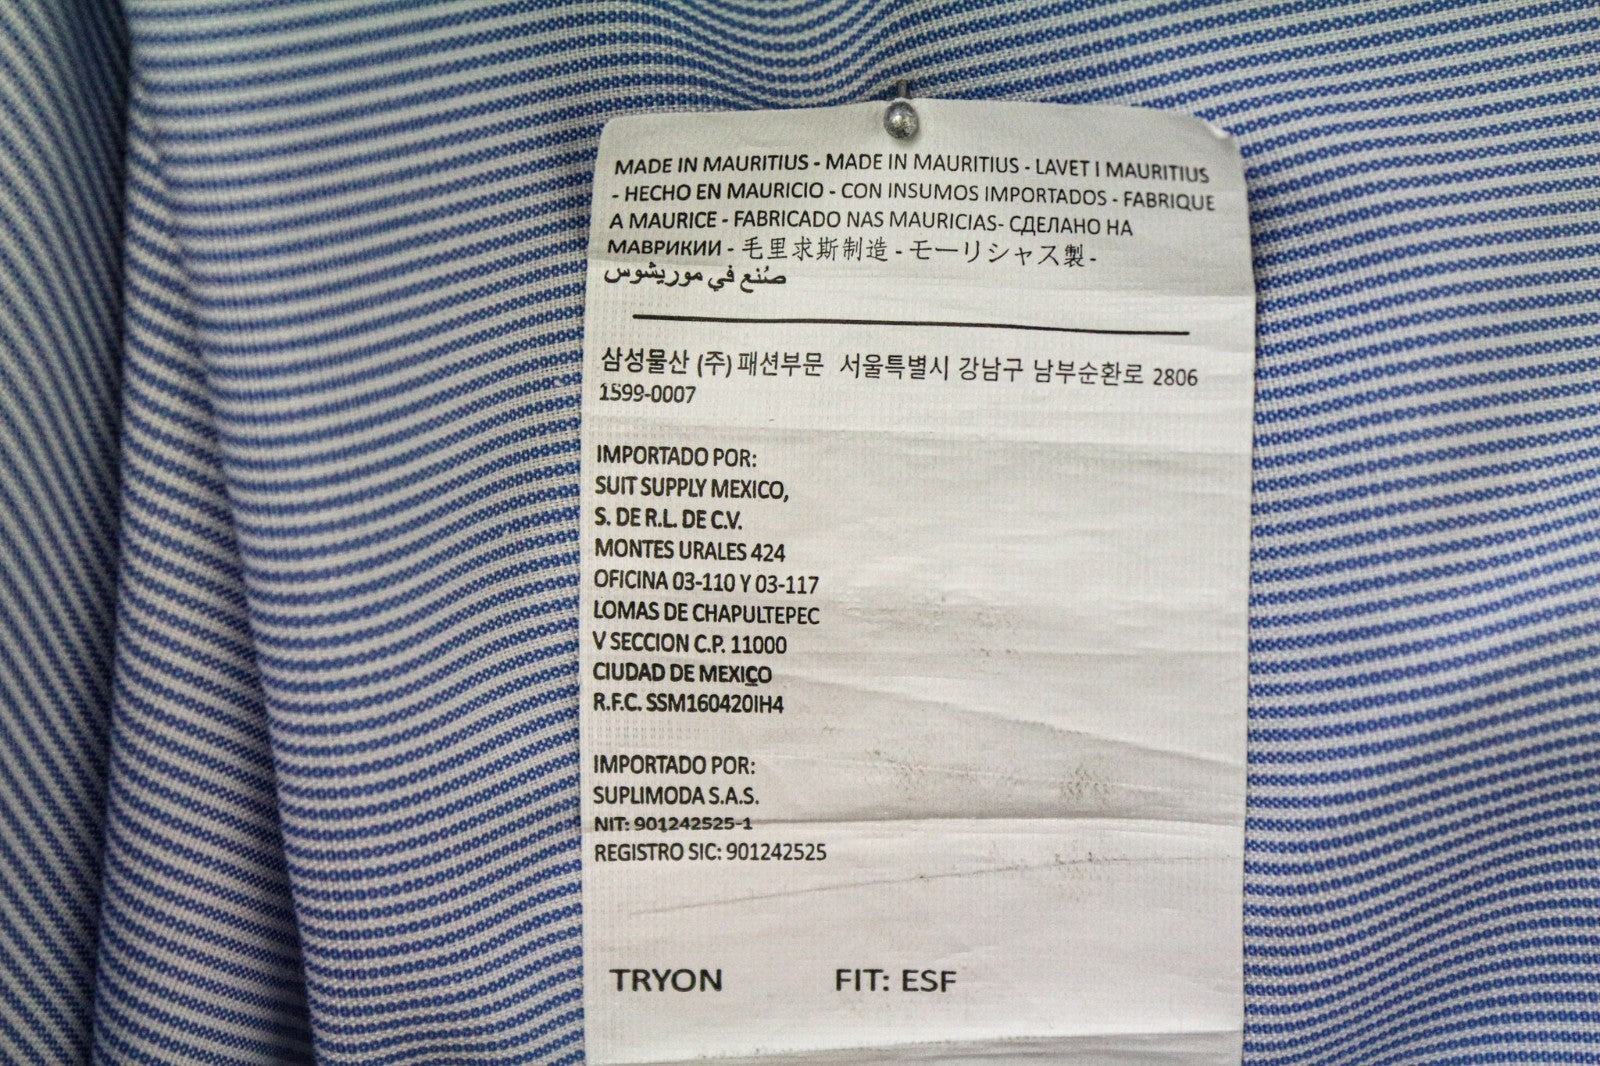 MADE IN MAURITIUS - MADE IN MAURITIUS - LAVET I MAURITIUS
- HECHO EN MAURICIO - CON INSUMOS IMPORTADOS - FABRIQUE
A MAURICE - FABRICADO NAS MAURICIAS- СДЕЛАНО НА
МАВРИКИИ - 毛里求斯制造 - モーリシャス製 -
صُنع في موريشوس
삼성물산 (주) 패션부문 서울특별시 강남구 남부순환로 2806
1599-0007
IMPORTADO POR:
SUIT SUPPLY MEXICO,
S. DE R.L. DE C.V.
MONTES URALES 424
OFICINA 03-110 Y 03-117
LOMAS DE CHAPULTEPEC
V SECCION C.P. 11000
CIUDAD DE MEXICO
R.F.C. SSM160420IH4
IMPORTADO POR:
SUPLIMODA S.A.S.
NIT: 901242525-1
REGISTRO SIC: 901242525
TRYON FIT: ESF